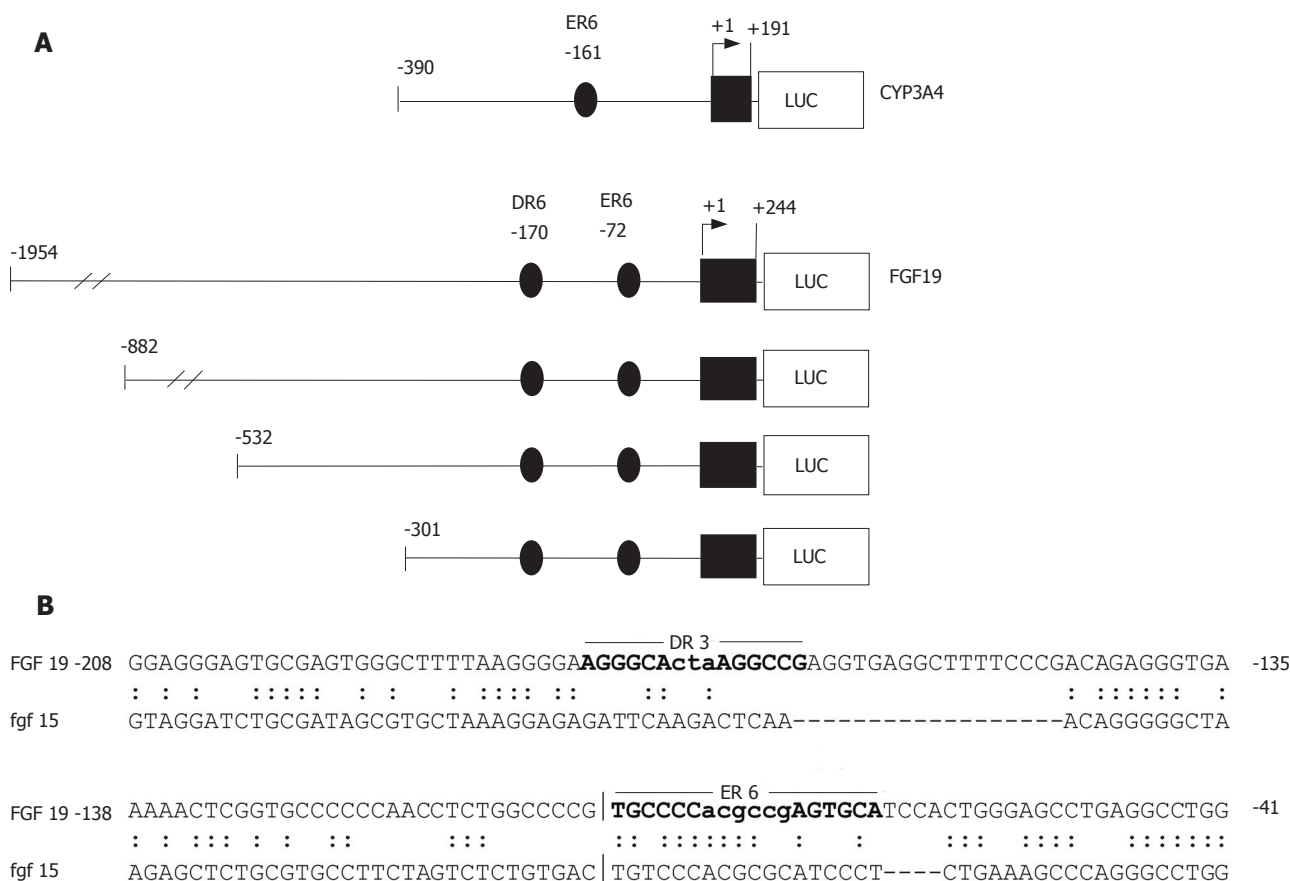 A
ER6
-161
+1
+191
-390
LUC
CYP3A4
DR6
-170
ER6
-72
+1
+244
-1954
LUC
FGF19
-882
LUC
-532
LUC
-301
LUC
B
DR 3
FGF 19 -208 GGAGGGAGTGCGAGTGGGCTTTTAAGGGGAAGGGCActaAGGCCGAGGTGAGGCTTTTCCCGACAGAGGGTGA -135
: : : ::::: : : : :::: :: :: : : :::::: :
fgf 15 GTAGGATCTGCGATAGCGTGCTAAAGGAGAGATTCAAGACTCAA------------------ACAGGGGGCTA
ER 6
FGF 19 -138 AAAACTCGGTGCCCCCCAACCTCTGGCCCCG|TGCCCCacgccgAGTGCATCCACTGGGAGCCTGAGGCCTGG -41
: : ::: : : : :: ::: :: :::::: : : ::: :: :::::::
fgf 15 AGAGCTCTGCGTGCCTTCTAGTCTCTGTGAC|TGTCCCACGCGCATCCCT----CTGAAAGCCCAGGGCCTGG